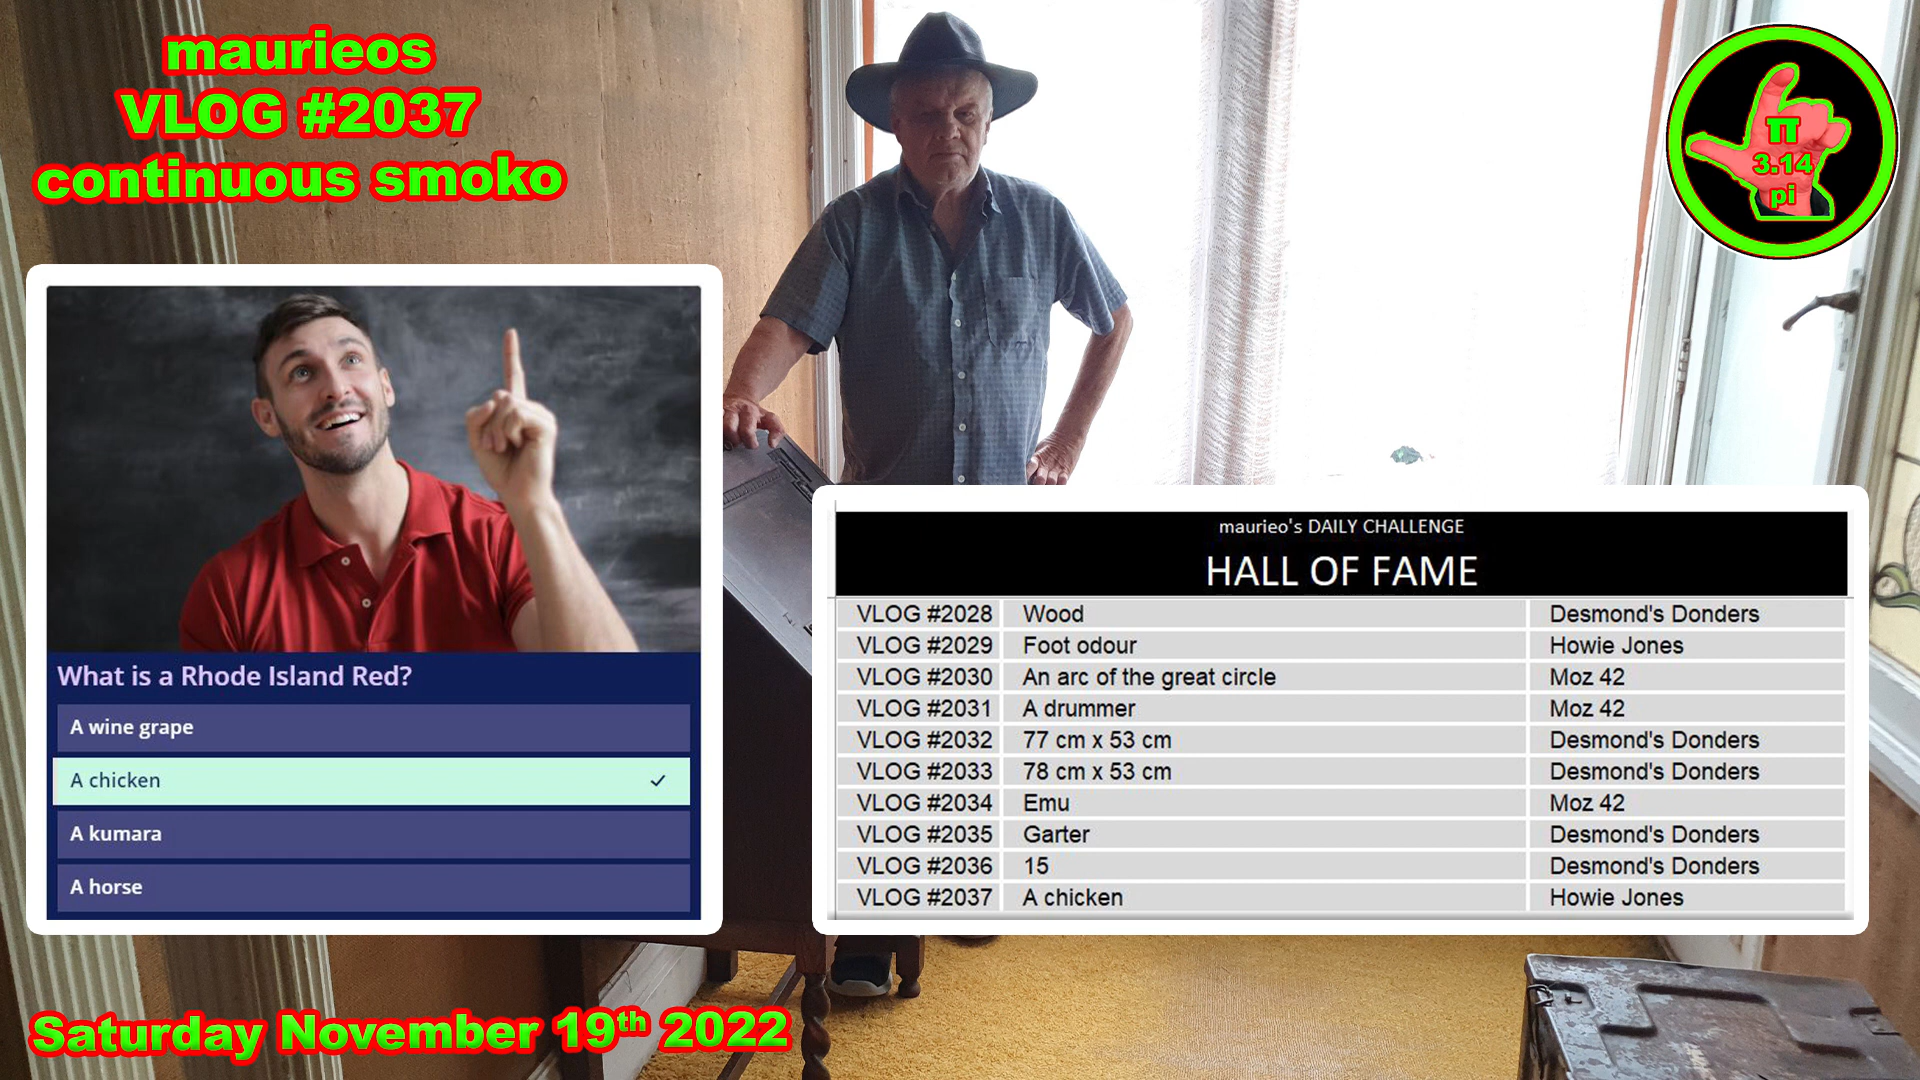 maurieos
VLOG #2037
continuous smoko
π
3.14
pi
What is a Rhode Island Red?
A wine grape
A chicken
A kumara
A horse
maurieo's DAILY CHALLENGE
HALL OF FAME
VLOG #2028 Wood Desmond's Donders
VLOG #2029 Foot odour Howie Jones
VLOG #2030 An arc of the great circle Moz 42
VLOG #2031 A drummer Moz 42
VLOG #2032 77 cm x 53 cm Desmond's Donders
VLOG #2033 78 cm x 53 cm Desmond's Donders
VLOG #2034 Emu Moz 42
VLOG #2035 Garter Desmond's Donders
VLOG #2036 15 Desmond's Donders
VLOG #2037 A chicken Howie Jones
Saturday November 19th 2022